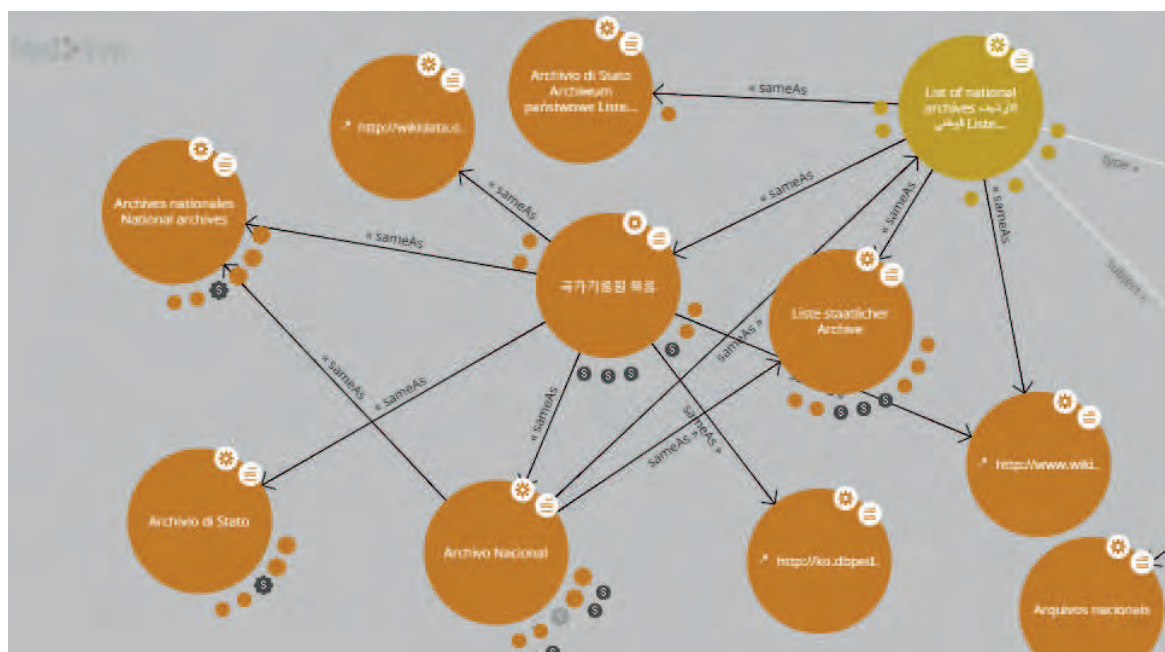 Archivio di Stato
Archiwum
państwowe Liste...
List of national
archives الأرشيف
الوطني Liste...
« sameAs
http://wikidata.o..
type »
« sameAs
« sameAs
« sameAs
Archives nationales
National archives
« sameAs
« sameAs
subject »
국가기록원 목록
Liste staatlicher
Archive
sameAs »
« sameAs
« sameAs
« sameAs
sameAs »
sameAs »
http://www.wiki..
Archivio di Stato
Archivo Nacional
http://ko.dbpedi..
Arquivos nacionais